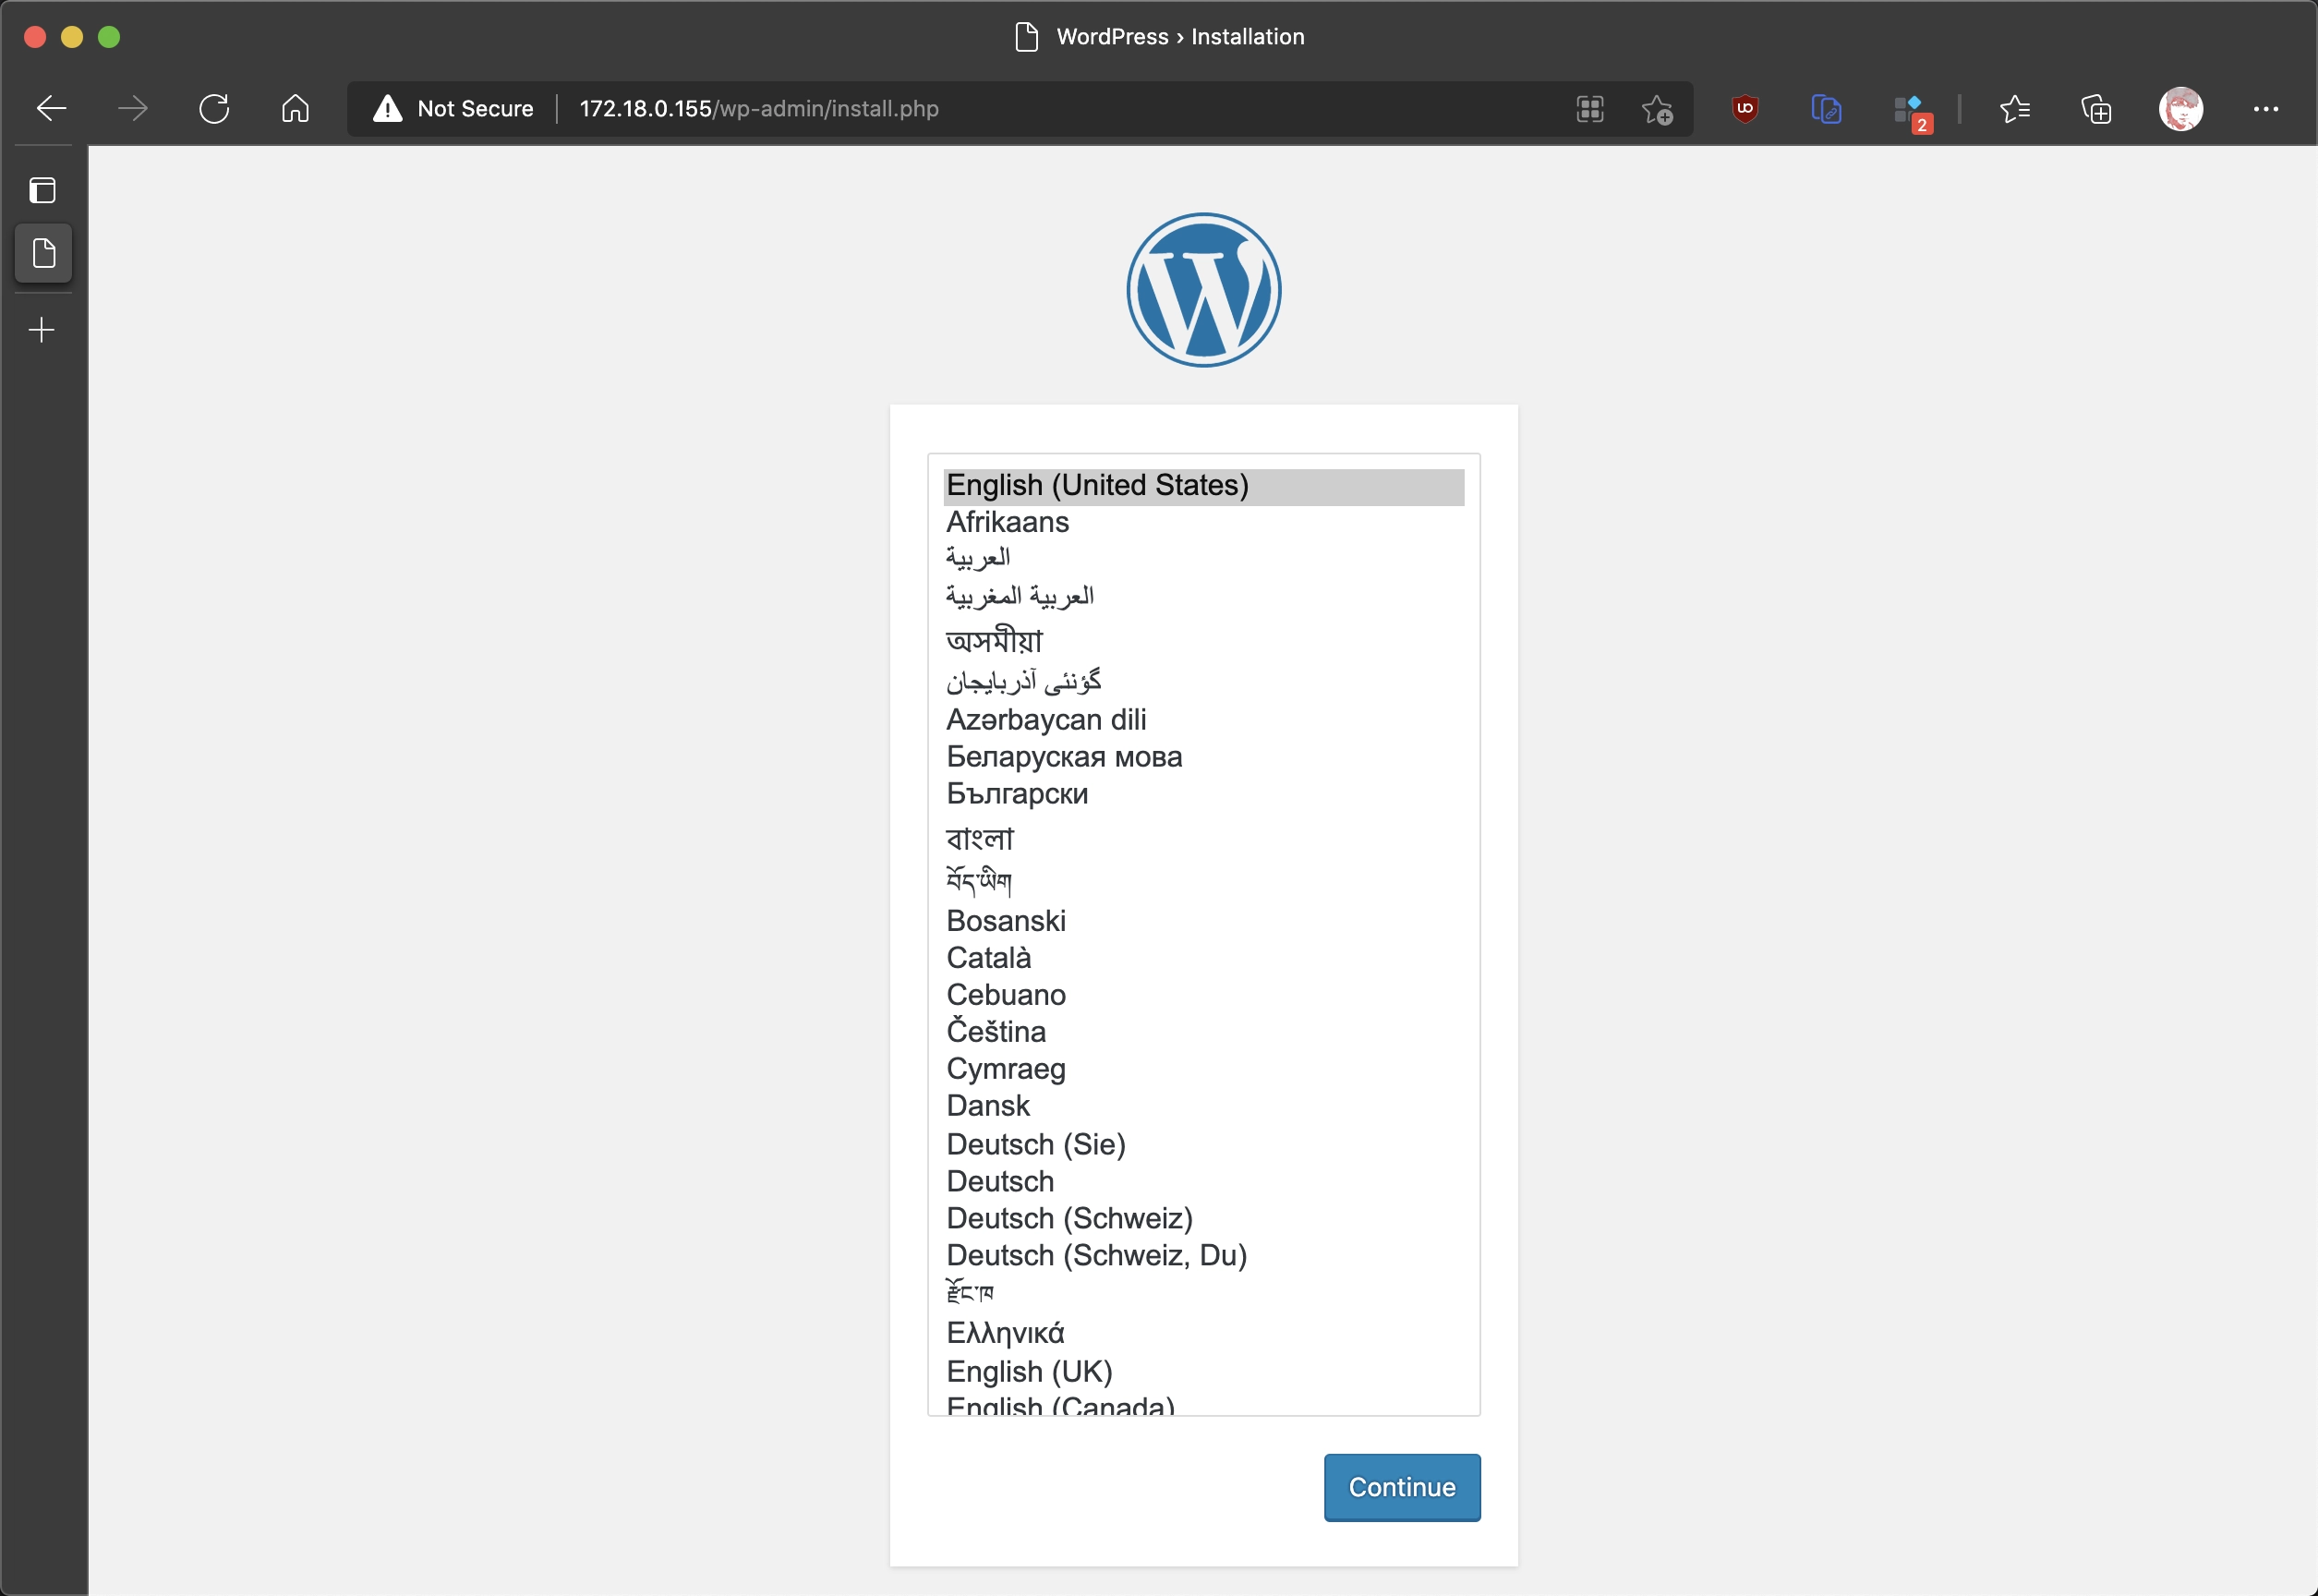 WordPress › Installation
Not Secure
172.18.0.155/wp-admin/install.php
2
English (United States)
Afrikaans
العربية
العربية المغربية
অসমীয়া
گؤنئی آذربایجان
Azərbaycan dili
Беларуская мова
Български
বাংলা
བོད་ཡིག
Bosanski
Català
Cebuano
Čeština
Cymraeg
Dansk
Deutsch (Sie)
Deutsch
Deutsch (Schweiz)
Deutsch (Schweiz, Du)
རྫོང་ཁ
Ελληνικά
English (UK)
English (Canada)
Continue